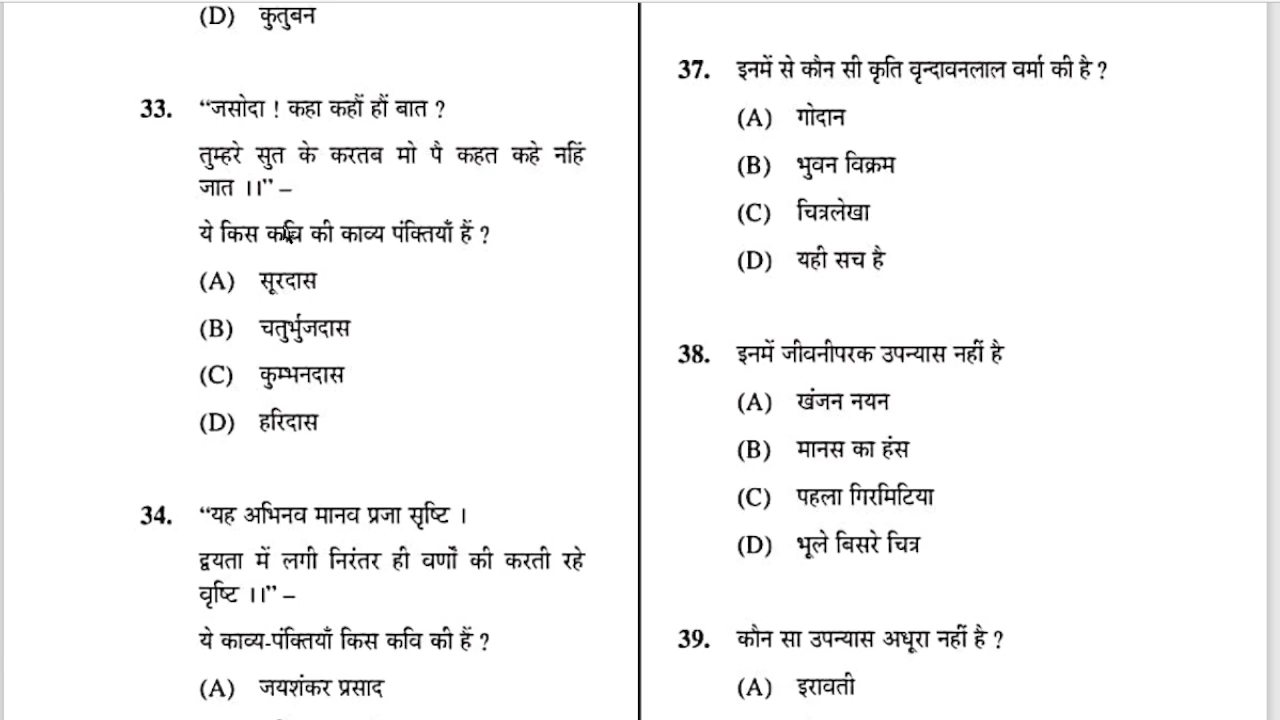 (D) कुतुबन
33. “जसोदा ! कहा कहौं हौं बात ?
तुम्हरे सुत के करतब मो पै कहत कहे नहिं
जात ।।” –
ये किस कवि की काव्य पंक्तियाँ हैं ?
(A) सूरदास
(B) चतुर्भुजदास
(C) कुम्भनदास
(D) हरिदास
34. “यह अभिनव मानव प्रजा सृष्टि ।
द्वयता में लगी निरंतर ही वर्णों की करती रहे
वृष्टि ।।” –
ये काव्य-पंक्तियाँ किस कवि की हैं ?
(A) जयशंकर प्रसाद
37. इनमें से कौन सी कृति वृन्दावनलाल वर्मा की है ?
(A) गोदान
(B) भुवन विक्रम
(C) चित्रलेखा
(D) यही सच है
38. इनमें जीवनीपरक उपन्यास नहीं है
(A) खंजन नयन
(B) मानस का हंस
(C) पहला गिरमिटिया
(D) भूले बिसरे चित्र
39. कौन सा उपन्यास अधूरा नहीं है ?
(A) इरावती